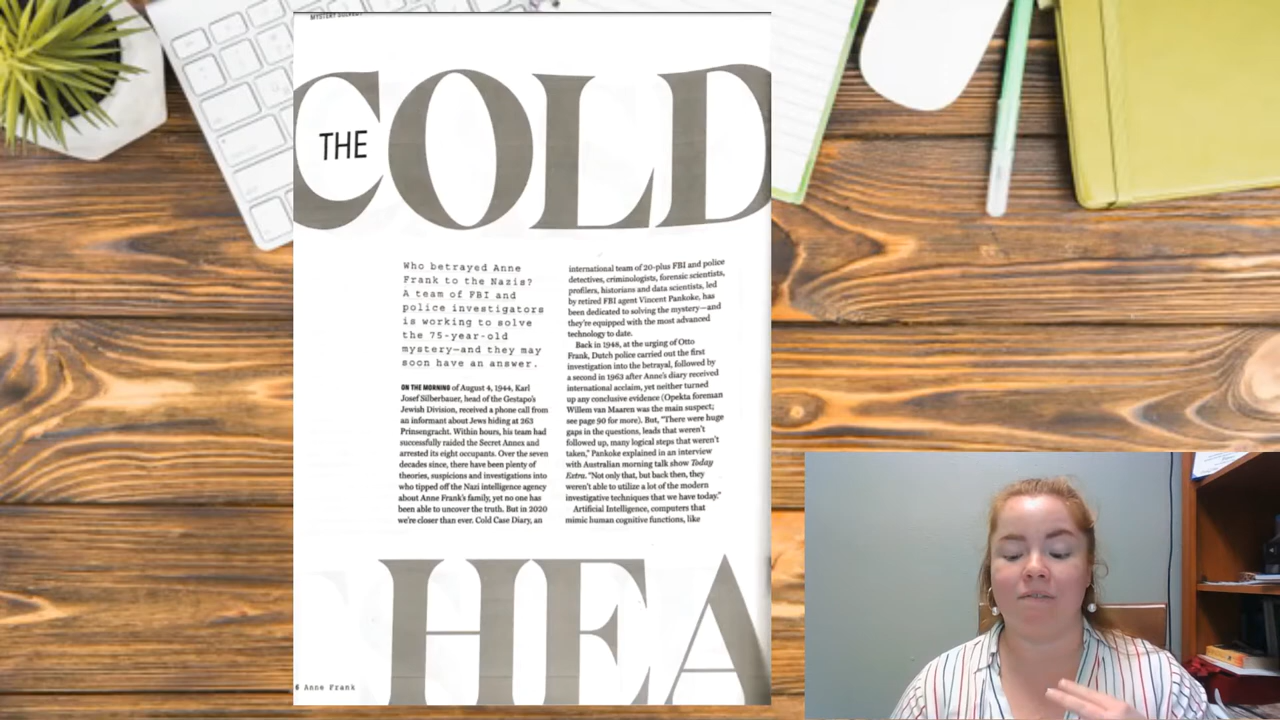 MYSTERY SOLVED?
COLD
THE
Who betrayed Anne
Frank to the Nazis?
A team of FBI and
police investigators
is working to solve
the 75-year-old
mystery—and they may
soon have an answer.
ON THE MORNING of August 4, 1944, Karl
Josef Silberbauer, head of the Gestapo's
Jewish Division, received a phone call from
an informant about Jews hiding at 263
Prinsengracht. Within hours, his team had
successfully raided the Secret Annex and
arrested its eight occupants. Over the seven
decades since, there have been plenty of
theories, suspicions and investigations into
who tipped off the Nazi intelligence agency
about Anne Frank's family, yet no one has
been able to uncover the truth. But in 2020
we're closer than ever. Cold Case Diary, an
international team of 20-plus FBI and police
detectives, criminologists, forensic scientists,
profilers, historians and data scientists, led
by retired FBI agent Vincent Pankoke, has
been dedicated to solving the mystery—and
they're equipped with the most advanced
technology to date.
Back in 1948, at the urging of Otto
Frank, Dutch police carried out the first
investigation into the betrayal, followed by
a second in 1963 after Anne's diary received
international acclaim, yet neither turned
up any conclusive evidence (Opekta foreman
Willem van Maaren was the main suspect;
see page 90 for more). But, "There were huge
gaps in the questions, leads that weren't
followed up, many logical steps that weren't
taken," Pankoke explained in an interview
with Australian morning talk show Today
Extra. "Not only that, but back then, they
weren't able to utilize a lot of the modern
investigative techniques that we have today."
Artificial Intelligence, computers that
mimic human cognitive functions, like
HEA
6 Anne Frank